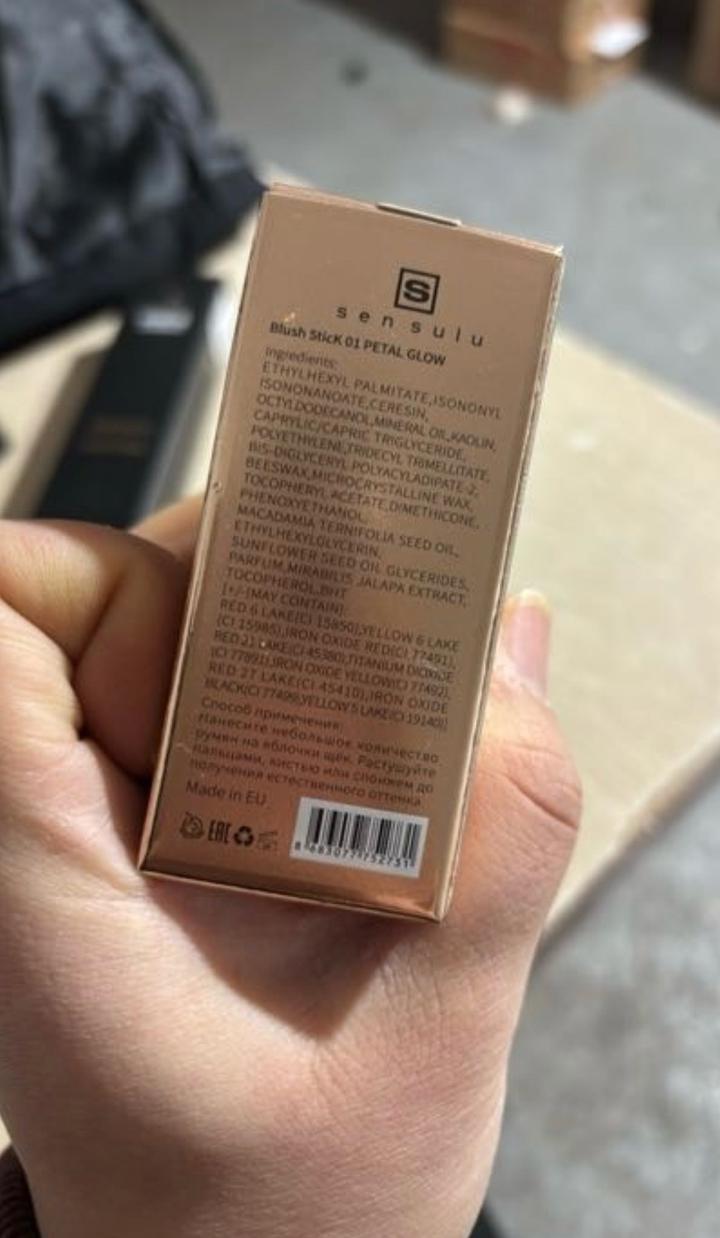 S
sensulu
Blush SticK 01 PETAL GLOW
Ingredients:
ETHYLHEXYL PALMITATE,ISONONYL
ISONONANOATE,CERESIN,
OCTYLDODECANOL,MINERAL OIL,KAOLIN,
CAPRYLIC/CAPRIC TRIGLYCERIDE,
POLYETHYLENE,TRIDECYL TRIMELLITATE,
BIS-DIGLYCERYL POLYACYLADIPATE-2,
BEESWAX,MICROCRYSTALLINE WAX,
TOCOPHERYL ACETATE,DIMETHICONE,
PHENOXYETHANOL,
MACADAMIA TERNIFOLIA SEED OIL,
ETHYLHEXYLGLYCERIN,
SUNFLOWER SEED OIL GLYCERIDES,
PARFUM,MIRABILIS JALAPA EXTRACT,
TOCOPHEROL,BHT
[+/-(MAY CONTAIN):
RED 6 LAKE(CI 15850),YELLOW 6 LAKE
(CI 15985),IRON OXIDE RED(CI 77491),
RED 21 LAKE(CI 45380),TITANIUM DIOXIDE
(CI 77891),IRON OXIDE YELLOW(CI 77492),
RED 27 LAKE(CI 45410),IRON OXIDE
BLACK(CI 77499),YELLOW 5 LAKE(CI 19140)]
Способ применения:
Нанесите небольшое количество
румян на яблочки щек. Растушуйте
пальцами, кистью или спонжем до
получения естественного оттенка.
Made in EU
EAC
8 683077 752731